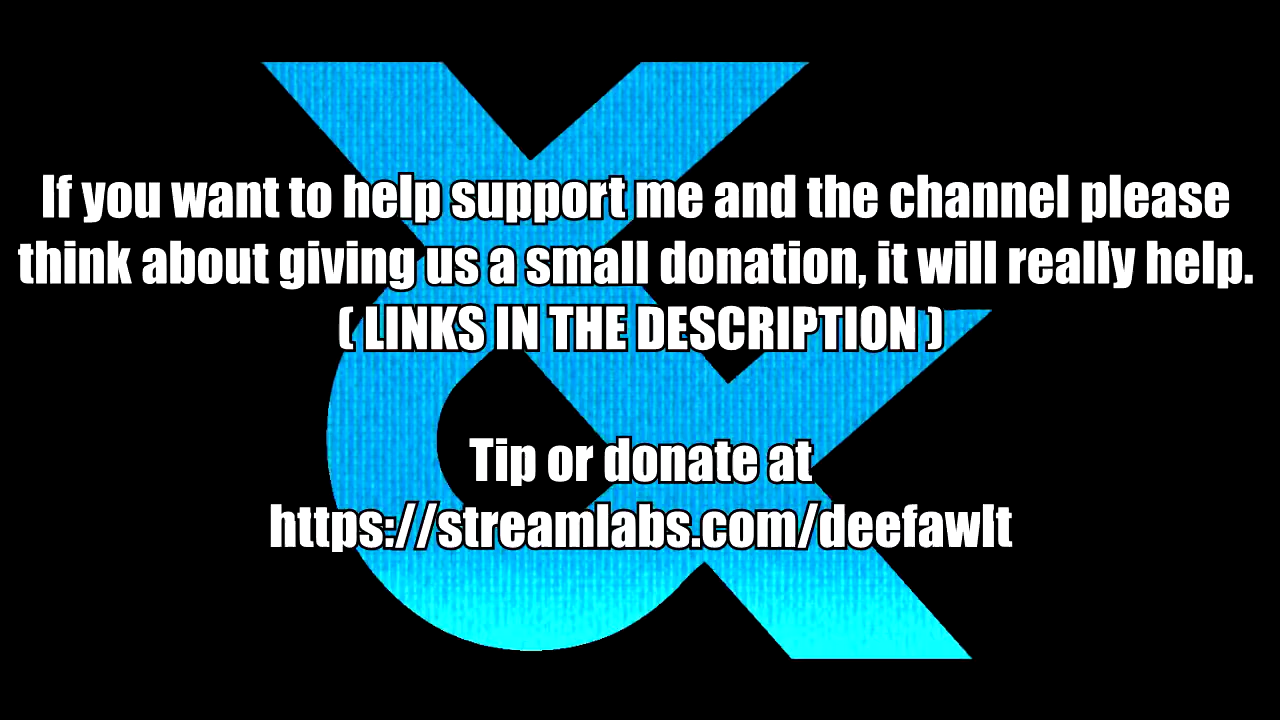 If you want to help support me and the channel please
think about giving us a small donation, it will really help.
( LINKS IN THE DESCRIPTION )
Tip or donate at
https://streamlabs.com/deefawlt